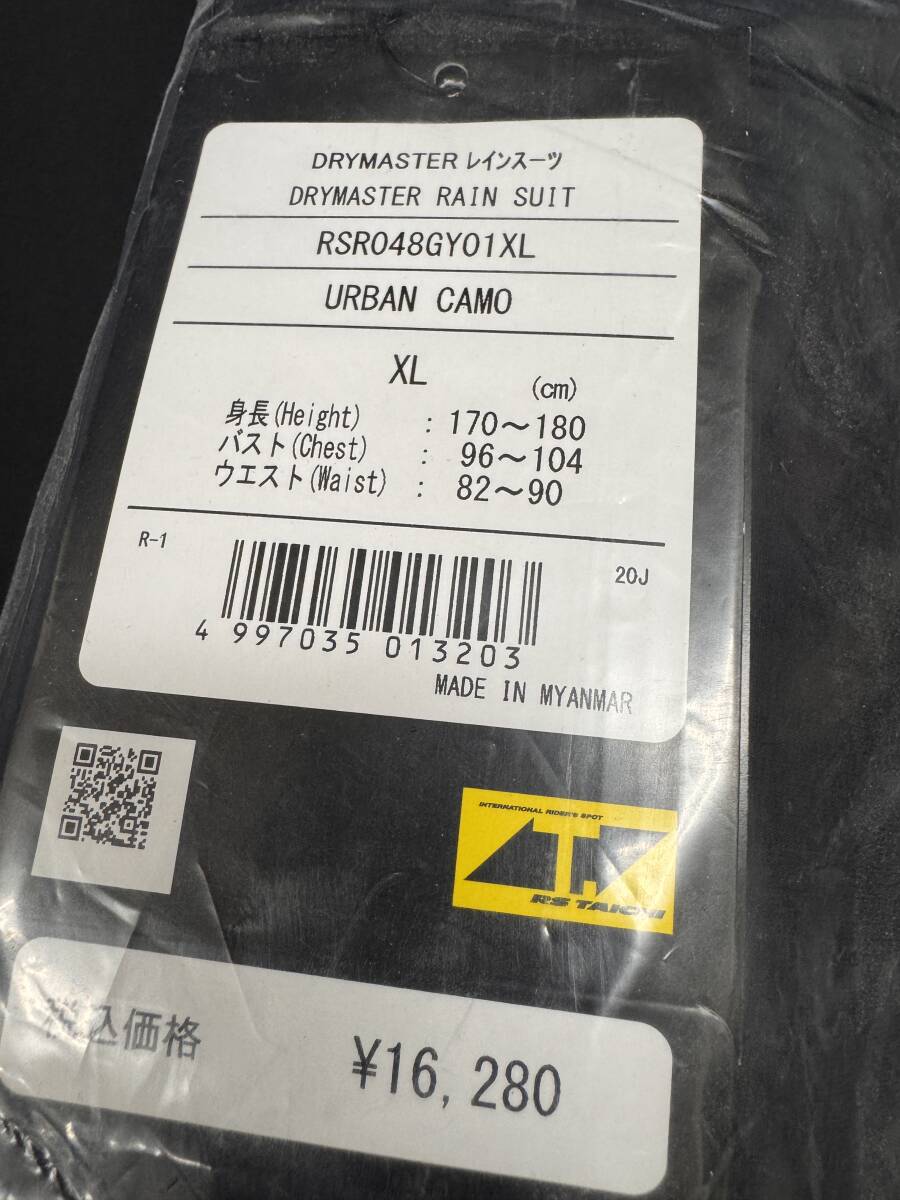 DRYMASTER レインスーツ
DRYMASTER RAIN SUIT
RSR048GY01XL
URBAN CAMO
XL
(cm)
身長(Height) : 170～180
バスト(Chest) : 96～104
ウエスト(Waist) : 82～90
R-1
20J
4 997035 013203
MADE IN MYANMAR
INTERNATIONAL RIDER'S SPOT
RS TAICHI
税込価格
¥16,280